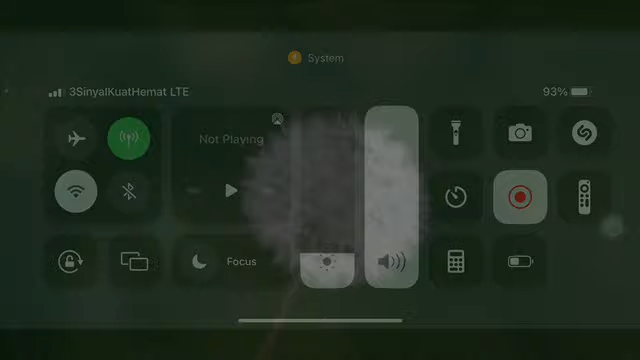 System
3SinyalKuatHemat LTE
93%
Not Playing
Focus